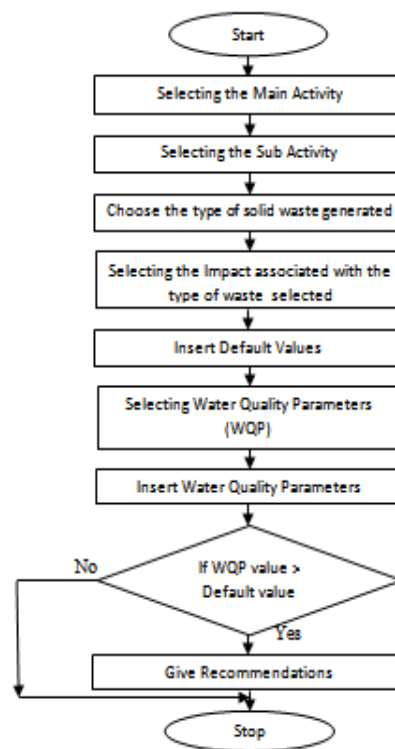 Start
Selecting the Main Activity
Selecting the Sub Activity
Choose the type of solid waste generated
Selecting the Impact associated with the
type of waste selected
Insert Default Values
Selecting Water Quality Parameters
(WQP)
Insert Water Quality Parameters
No
If WQP value >
Default value
Yes
Give Recommendations
Stop